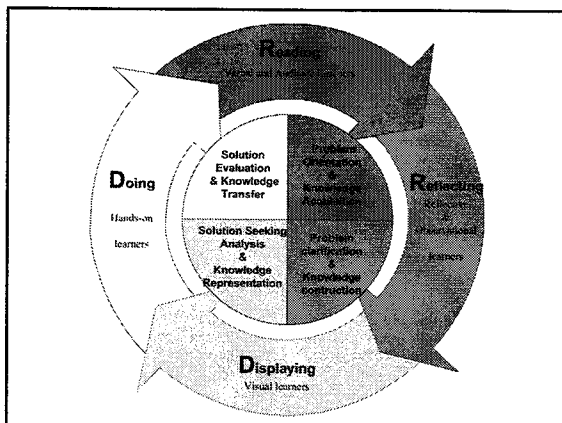 Reading
Verbal and Auditory Learners
Solution
Evaluation
& Knowledge
Transfer
Problem
Orientation
&
Knowledge
Acquisition
Doing
Hands-on
learners
Reflecting
Reflective
&
observational
learners
Solution Seeking
Analysis
&
Knowledge
Representation
Problem
clarification
&
Knowledge
contruction
Displaying
Visual learners